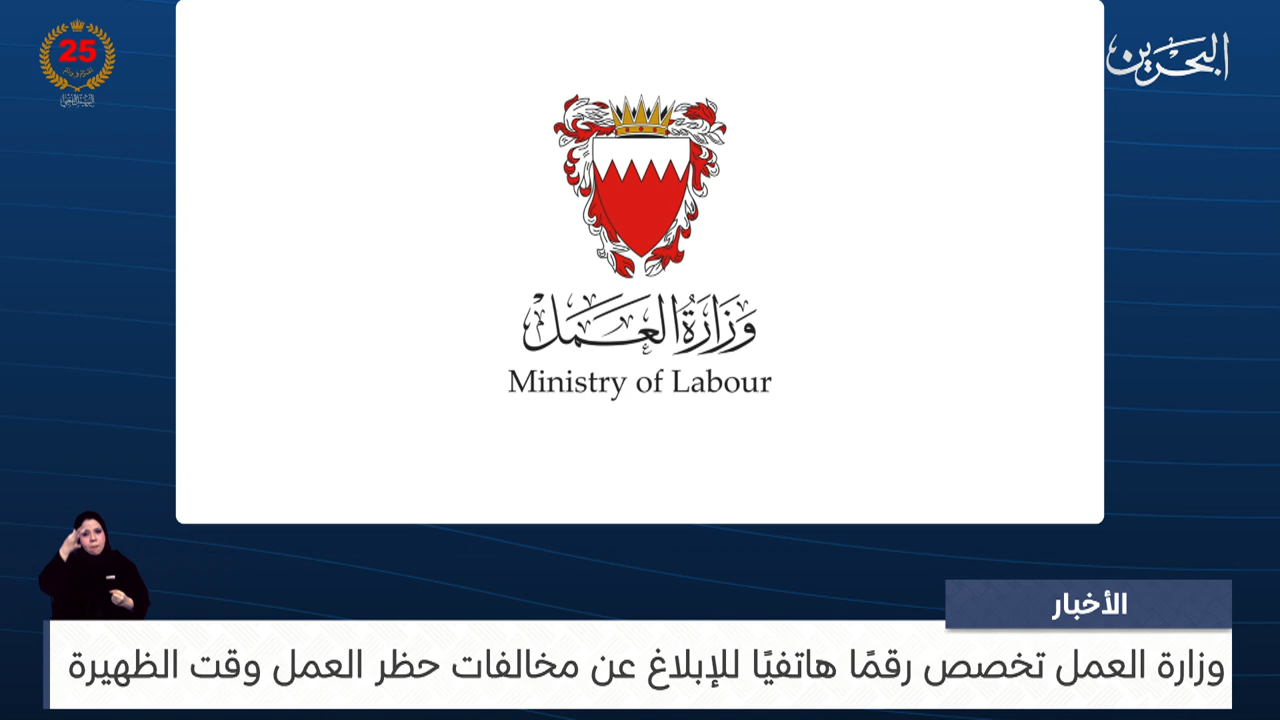 البحرين
25
وزارة العمل
Ministry of Labour
الأخبار
وزارة العمل تخصص رقمًا هاتفيًا للإبلاغ عن مخالفات حظر العمل وقت الظهيرة